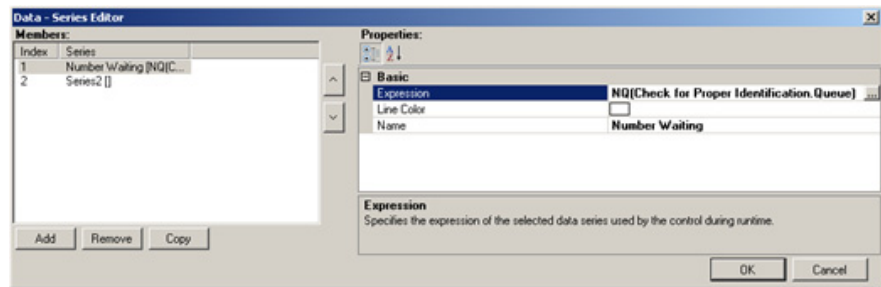 Data - Series Editor
Members:
Index Series
1 Number Waiting [NQ(C...
2 Series2 []
Add Remove Copy
Properties:
Basic
Expression NQ(Check for Proper Identification.Queue) ...
Line Color
Name Number Waiting
Expression
Specifies the expression of the selected data series used by the control during runtime.
OK Cancel